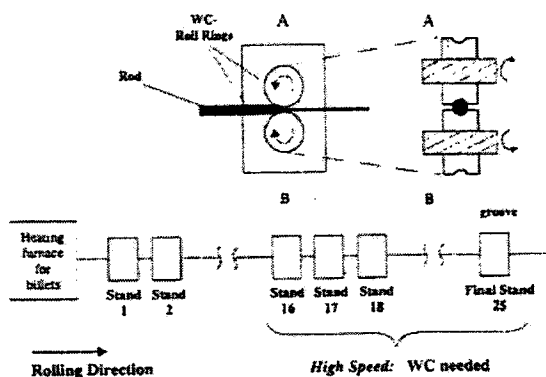 A
A
WC-
Roll Rings
Rod
B
B
groove
Heating
furnace
for
billets
Stand
1
Stand
2
Stand
16
Stand
17
Stand
18
Final Stand
25
Rolling Direction
High Speed: WC needed